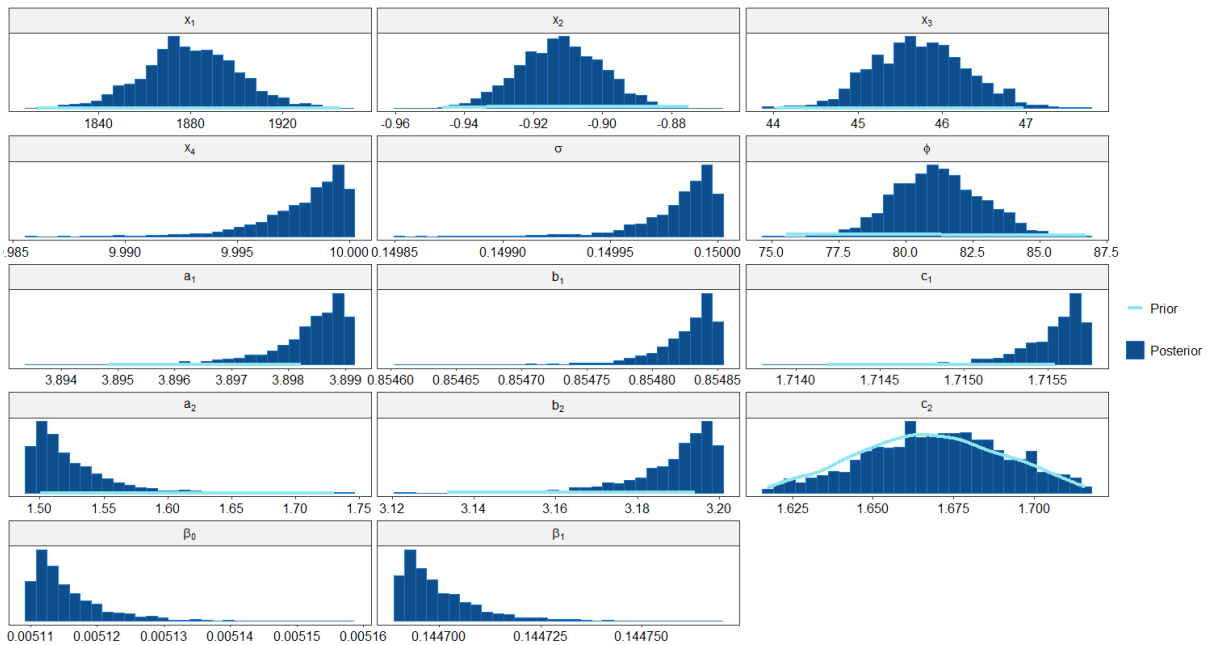 x₁ x₂ x₃
1840 1880 1920 -0.96 -0.94 -0.92 -0.90 -0.88 44 45 46 47
x₄ σ ϕ
.985 9.990 9.995 10.000 0.14985 0.14990 0.14995 0.15000 75.0 77.5 80.0 82.5 85.0 87.5
a₁ b₁ c₁
3.894 3.895 3.896 3.897 3.898 3.899 0.85460 0.85465 0.85470 0.85475 0.85480 0.85485 1.7140 1.7145 1.7150 1.7155
Prior
Posterior
a₂ b₂ c₂
1.50 1.55 1.60 1.65 1.70 1.75 3.12 3.14 3.16 3.18 3.20 1.625 1.650 1.675 1.700
β₀ β₁
0.00511 0.00512 0.00513 0.00514 0.00515 0.00516 0.144700 0.144725 0.144750